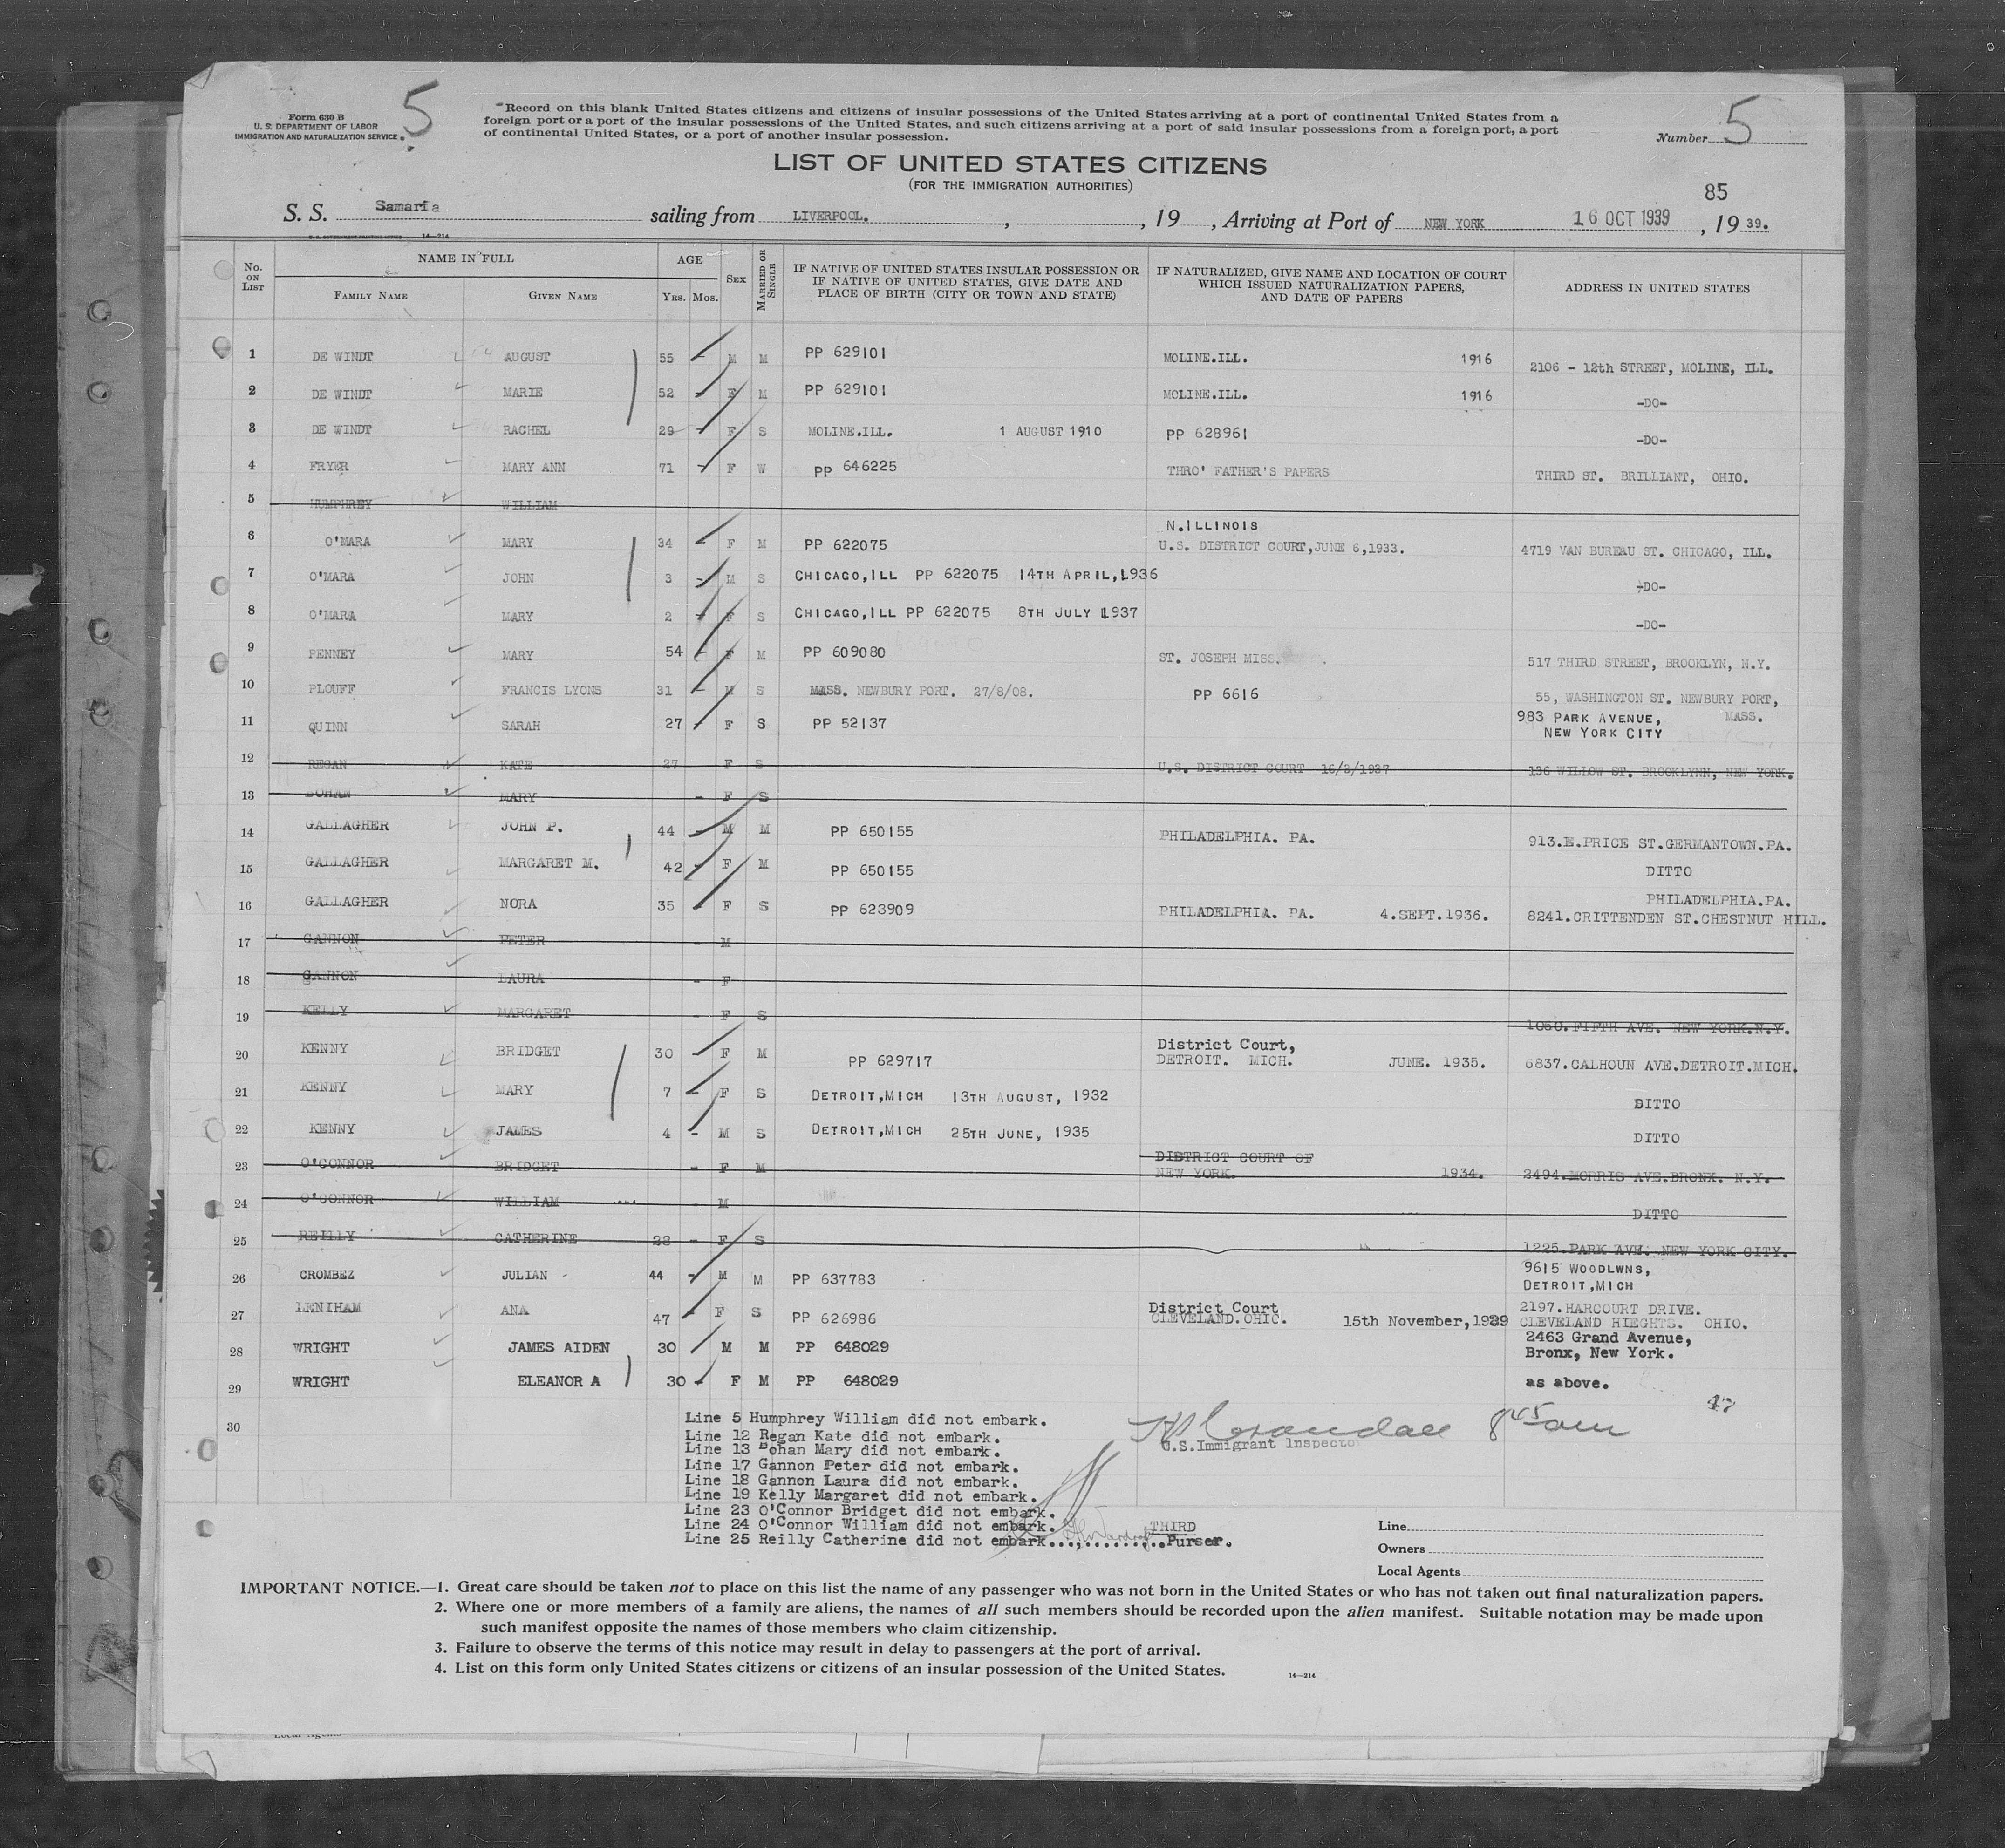 Form 630 B
U. S. DEPARTMENT OF LABOR
IMMIGRATION AND NATURALIZATION SERVICE
5
Record on this blank United States citizens and citizens of insular possessions of the United States arriving at a port of continental United States from a
foreign port or a port of the insular possessions of the United States, and such citizens arriving at a port of said insular possessions from a foreign port, a port
of continental United States, or a port of another insular possession.
Number 5
LIST OF UNITED STATES CITIZENS
(FOR THE IMMIGRATION AUTHORITIES)
85
S. S. Samaria sailing from LIVERPOOL. , , 19 , Arriving at Port of NEW YORK 16 OCT 1939 , 19 39.
No. ON LIST NAME IN FULL FAMILY NAME GIVEN NAME AGE YRS. MOS. SEX MARRIED OR SINGLE
IF NATIVE OF UNITED STATES INSULAR POSSESSION OR
IF NATIVE OF UNITED STATES, GIVE DATE AND
PLACE OF BIRTH (CITY OR TOWN AND STATE)
IF NATURALIZED, GIVE NAME AND LOCATION OF COURT
WHICH ISSUED NATURALIZATION PAPERS,
AND DATE OF PAPERS
ADDRESS IN UNITED STATES
1 DE WINDT AUGUST 55 - M M PP 629101 MOLINE.ILL. 1916 2106 - 12th STREET, MOLINE, ILL.
2 DE WINDT MARIE 52 - F M PP 629101 MOLINE.ILL. 1916 -DO-
3 DE WINDT RACHEL 29 - F S MOLINE.ILL. 1 AUGUST 1910 PP 628961 -DO-
4 FRYER MARY ANN 71 - F W PP 646225 THRO' FATHER'S PAPERS THIRD ST. BRILLIANT, OHIO.
5 HUMPHREY WILLIAM
6 O'MARA MARY 34 - F M PP 622075 N.ILLINOIS
U.S. DISTRICT COURT,JUNE 6,1933. 4719 VAN BUREAU ST. CHICAGO, ILL.
7 O'MARA JOHN 3 - M S CHICAGO,ILL PP 622075 14TH APRIL,1936 -DO-
8 O'MARA MARY 2 - F S CHICAGO,ILL PP 622075 8TH JULY 1937 -DO-
9 PENNEY MARY 54 - F M PP 609080 ST. JOSEPH MISS. 517 THIRD STREET, BROOKLYN, N.Y.
10 PLOUFF FRANCIS LYONS 31 - M S MASS. NEWBURY PORT. 27/8/08. PP 6616 55, WASHINGTON ST. NEWBURY PORT,
MASS.
11 QUINN SARAH 27 - F S PP 52137 983 PARK AVENUE,
NEW YORK CITY
12 REGAN KATE 27 F S U.S. DISTRICT COURT 16/3/1937 136 WILLOW ST. BROOKLYNN, NEW YORK.
13 BOHAN MARY - F S
14 GALLAGHER JOHN P. 44 - M M PP 650155 PHILADELPHIA. PA. 913.E.PRICE ST.GERMANTOWN.PA.
15 GALLAGHER MARGARET M. 42 - F M PP 650155 DITTO
16 GALLAGHER NORA 35 - F S PP 623909 PHILADELPHIA. PA. 4.SEPT.1936. PHILADELPHIA.PA.
8241.CRITTENDEN ST.CHESTNUT HILL.
17 GANNON PETER - M
18 GANNON LAURA - F
19 KELLY MARGARET - F S 1050.FIFTH AVE. NEW YORK.N.Y.
20 KENNY BRIDGET 30 F M PP 629717 District Court,
DETROIT. MICH. JUNE. 1935. 6837.CALHOUN AVE.DETROIT.MICH.
21 KENNY MARY 7 - F S DETROIT,MICH 13TH AUGUST, 1932 DITTO
22 KENNY JAMES 4 - M S DETROIT,MICH 25TH JUNE, 1935 DITTO
23 O'CONNOR BRIDGET - F M DISTRICT COURT OF
NEW YORK. 1934. 2494.MORRIS AVE.BRONX. N.Y.
24 O'CONNOR WILLIAM - M DITTO
25 REILLY CATHERINE 28 - F S 1225.PARK AVE. NEW YORK CITY.
26 CROMBEZ JULIAN 44 - M M PP 637783 9615 WOODLWNS,
DETROIT,MICH
27 LENIHAM ANA 47 - F S PP 626986 District Court
CLEVELAND.OHIO. 15th November,1939 2197.HARCOURT DRIVE.
CLEVELAND HIEGHTS. OHIO.
28 WRIGHT JAMES AIDEN 30 M M PP 648029 2463 Grand Avenue,
Bronx, New York.
29 WRIGHT ELEANOR A 30 - F M PP 648029 as above.
30
Line 5 Humphrey William did not embark.
Line 12 Regan Kate did not embark.
Line 13 Bohan Mary did not embark.
Line 17 Gannon Peter did not embark.
Line 18 Gannon Laura did not embark.
Line 19 Kelly Margaret did not embark.
Line 23 O'Connor Bridget did not embark.
Line 24 O'Connor William did not embark.
Line 25 Reilly Catherine did not embark.
Crandall 8 45 am
U.S.Immigrant Inspector
THIRD
Purser.
Line
Owners
Local Agents
IMPORTANT NOTICE.—1. Great care should be taken not to place on this list the name of any passenger who was not born in the United States or who has not taken out final naturalization papers.
2. Where one or more members of a family are aliens, the names of all such members should be recorded upon the alien manifest. Suitable notation may be made upon
such manifest opposite the names of those members who claim citizenship.
3. Failure to observe the terms of this notice may result in delay to passengers at the port of arrival.
4. List on this form only United States citizens or citizens of an insular possession of the United States.
14—214